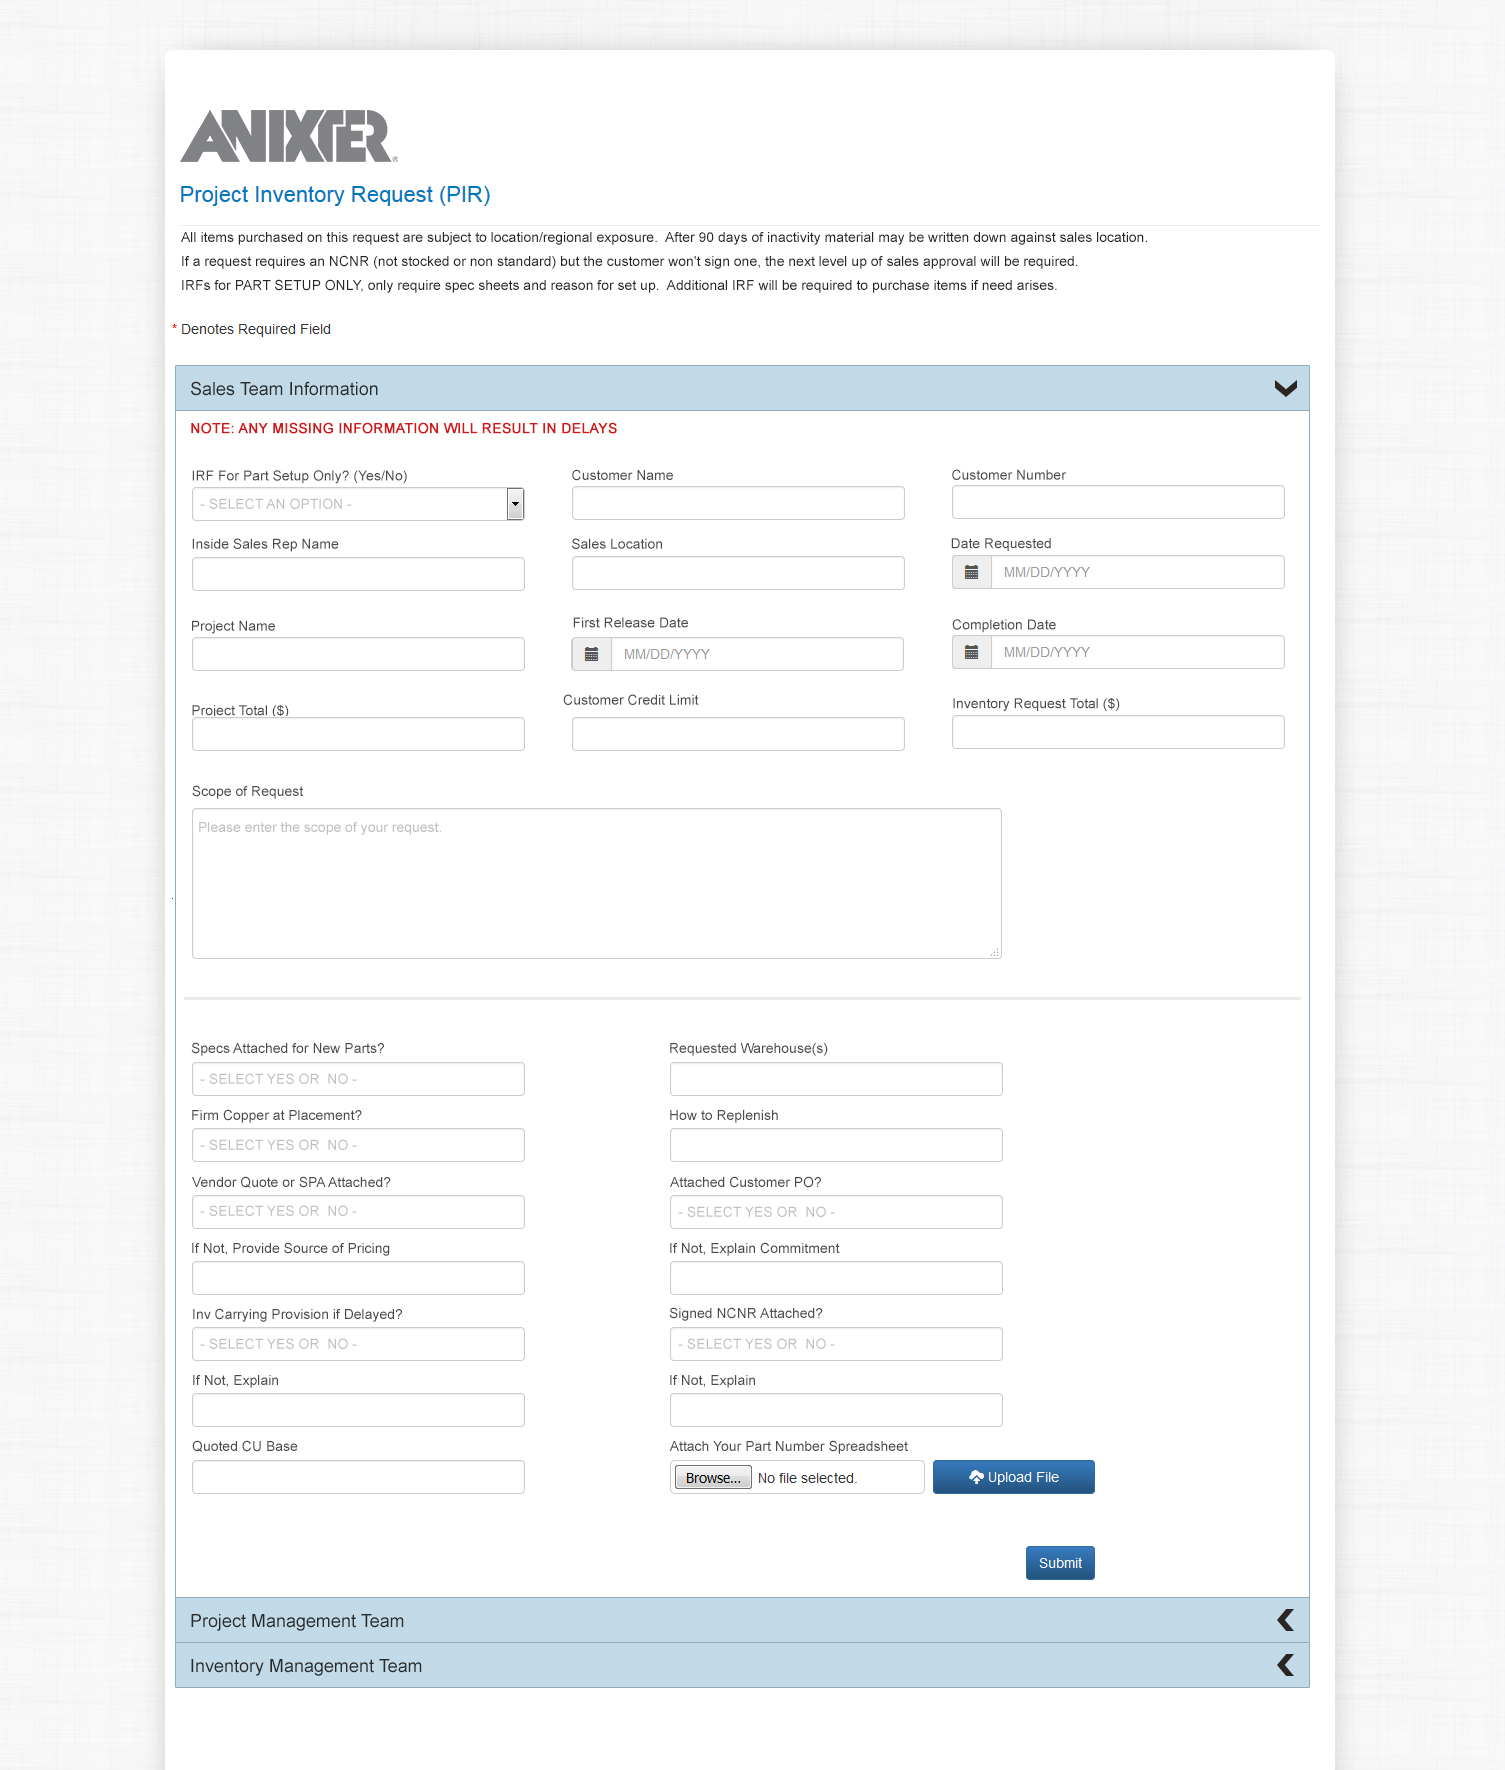 ANIXTER®
Project Inventory Request (PIR)
All items purchased on this request are subject to location/regional exposure.  After 90 days of inactivity material may be written down against sales location.
If a request requires an NCNR (not stocked or non standard) but the customer won't sign one, the next level up of sales approval will be required.
IRFs for PART SETUP ONLY, only require spec sheets and reason for set up.  Additional IRF will be required to purchase items if need arises.
* Denotes Required Field
Sales Team Information
NOTE: ANY MISSING INFORMATION WILL RESULT IN DELAYS
IRF For Part Setup Only? (Yes/No) Customer Name Customer Number
- SELECT AN OPTION -
Inside Sales Rep Name Sales Location Date Requested
MM/DD/YYYY
Project Name First Release Date Completion Date
MM/DD/YYYY MM/DD/YYYY
Project Total ($) Customer Credit Limit Inventory Request Total ($)
Scope of Request
Please enter the scope of your request.
Specs Attached for New Parts? Requested Warehouse(s)
- SELECT YES OR  NO -
Firm Copper at Placement? How to Replenish
- SELECT YES OR  NO -
Vendor Quote or SPA Attached? Attached Customer PO?
- SELECT YES OR  NO - - SELECT YES OR  NO -
If Not, Provide Source of Pricing If Not, Explain Commitment
Inv Carrying Provision if Delayed? Signed NCNR Attached?
- SELECT YES OR  NO - - SELECT YES OR  NO -
If Not, Explain If Not, Explain
Quoted CU Base Attach Your Part Number Spreadsheet
Browse... No file selected. Upload File
Submit
Project Management Team
Inventory Management Team